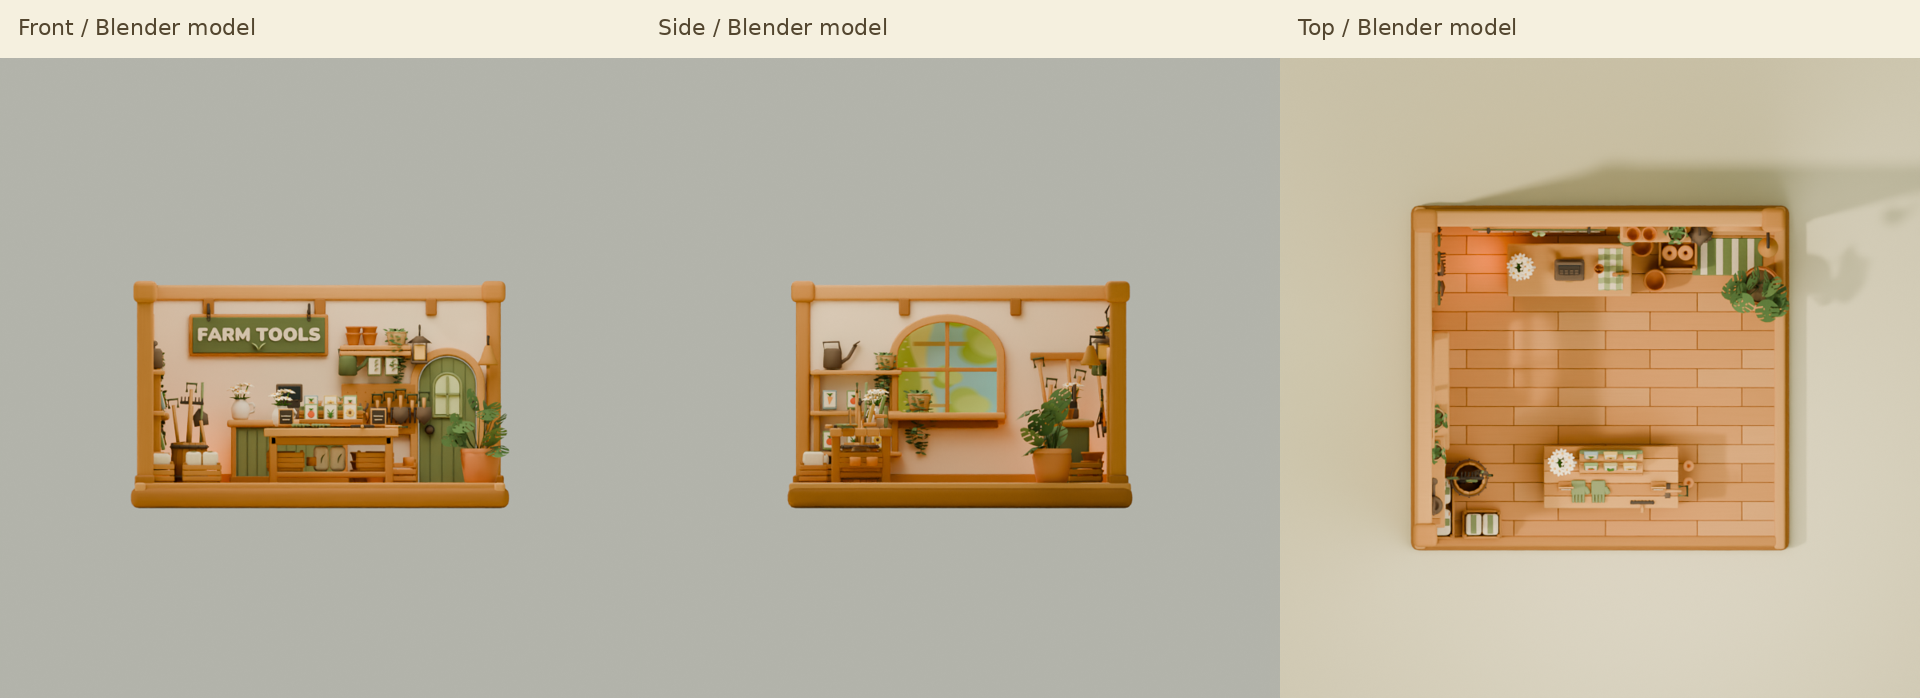 Front / Blender model
Side / Blender model
Top / Blender model
FARM TOOLS